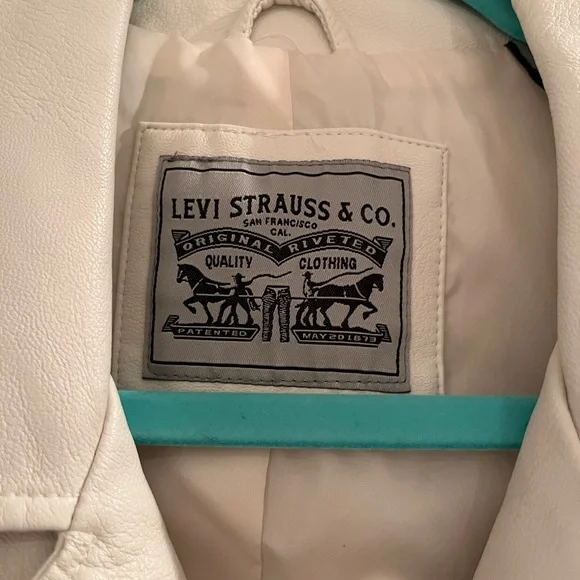 LEVI STRAUSS & CO.
SAN FRANCISCO
CAL.
ORIGINAL RIVETED
QUALITY CLOTHING
PATENTED MAY 20 1873